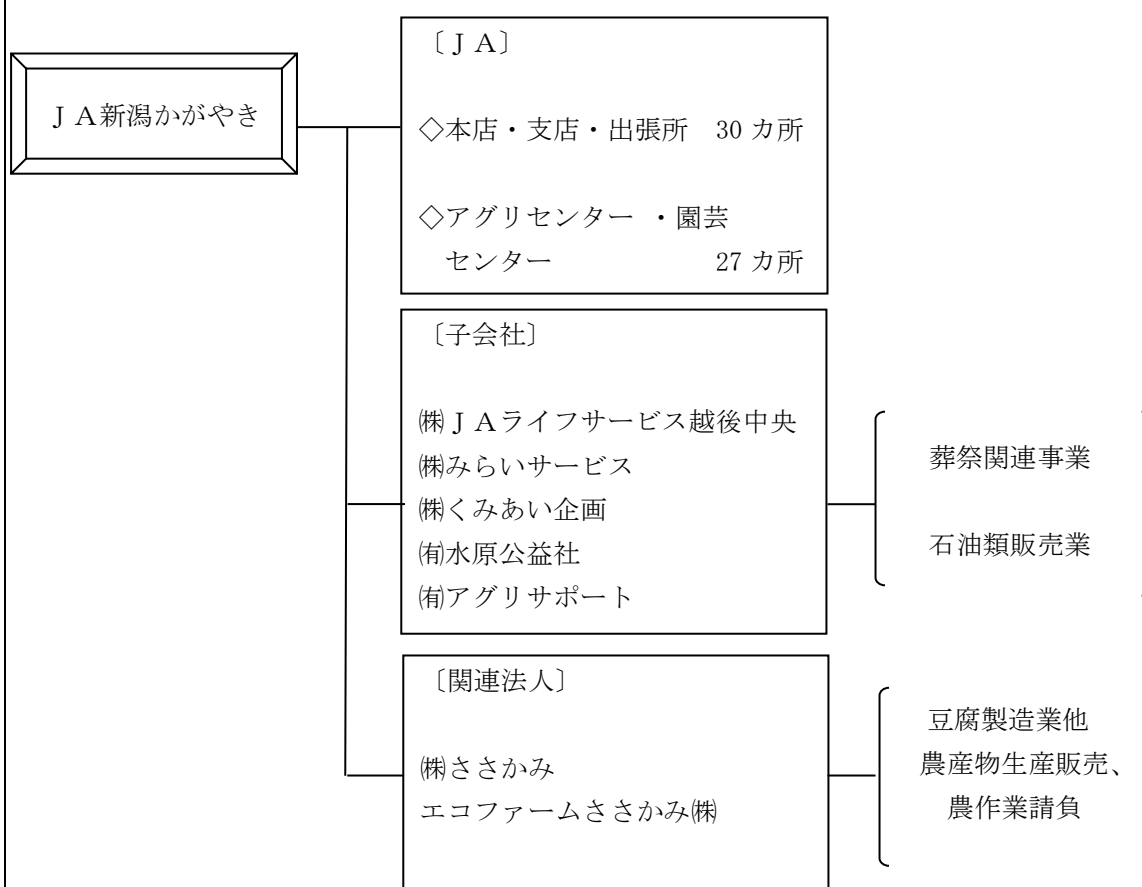 ＪＡ新潟かがやき
〔ＪＡ〕
◇本店・支店・出張所　30 カ所
◇アグリセンター ・園芸
センター　27 カ所
〔子会社〕
㈱ＪＡライフサービス越後中央
㈱みらいサービス
㈱くみあい企画
㈲水原公益社
㈲アグリサポート
葬祭関連事業
石油類販売業
〔関連法人〕
㈱ささかみ
エコファームささかみ㈱
豆腐製造業他
農産物生産販売、
農作業請負